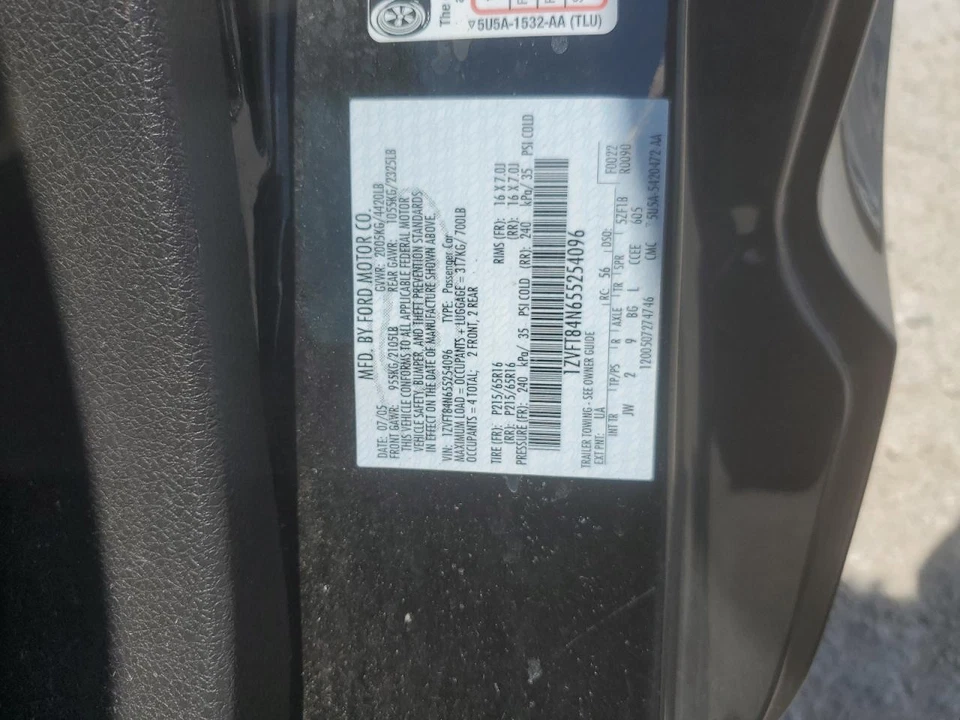 The
▽5U5A-1532-AA (TLU)
MFD. BY FORD MOTOR CO.
DATE: 07/05 GVWR: 2005KG/4420LB
FRONT GAWR: 955KG/2105LB REAR GAWR: 1055KG/2325LB
THIS VEHICLE CONFORMS TO ALL APPLICABLE FEDERAL MOTOR
VEHICLE SAFETY, BUMPER, AND THEFT PREVENTION STANDARDS
IN EFFECT ON THE DATE OF MANUFACTURE SHOWN ABOVE.
VIN: 1ZVFT84N655254096 TYPE: Passenger Car
MAXIMUM LOAD = OCCUPANTS + LUGGAGE = 317KG/700LB
OCCUPANTS = 4 TOTAL; 2 FRONT, 2 REAR
TIRE (FR): P215/65R16 RIMS (FR): 16 X 7.0J
(RR): P215/65R16 (RR): 16 X 7.0J
PRESSURE (FR): 240 kPa/ 35 PSI COLD (RR): 240 kPa/ 35 PSI COLD
1ZVFT84N655254096
TRAILER TOWING - SEE OWNER GUIDE
EXT PNT: UA RC: 56 DSO: F0022
INT TR TP/PS R AXLE TR SPR 52F1B R0090
JW 2 9 BG L CCEE 605
120050727474​6 CMC 5U5A-5420472 AA